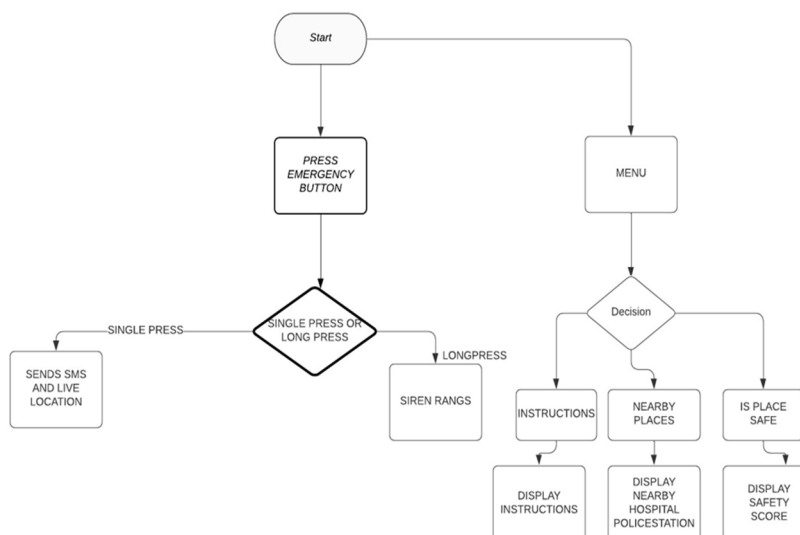 Start
PRESS
EMERGENCY
BUTTON
MENU
SINGLE PRESS OR
LONG PRESS
Decision
SINGLE PRESS
LONGPRESS
SENDS SMS
AND LIVE
LOCATION
SIREN RANGS
INSTRUCTIONS
NEARBY
PLACES
IS PLACE
SAFE
DISPLAY
INSTRUCTIONS
DISPLAY
NEARBY
HOSPITAL
POLICESTATION
DISPLAY
SAFETY
SCORE